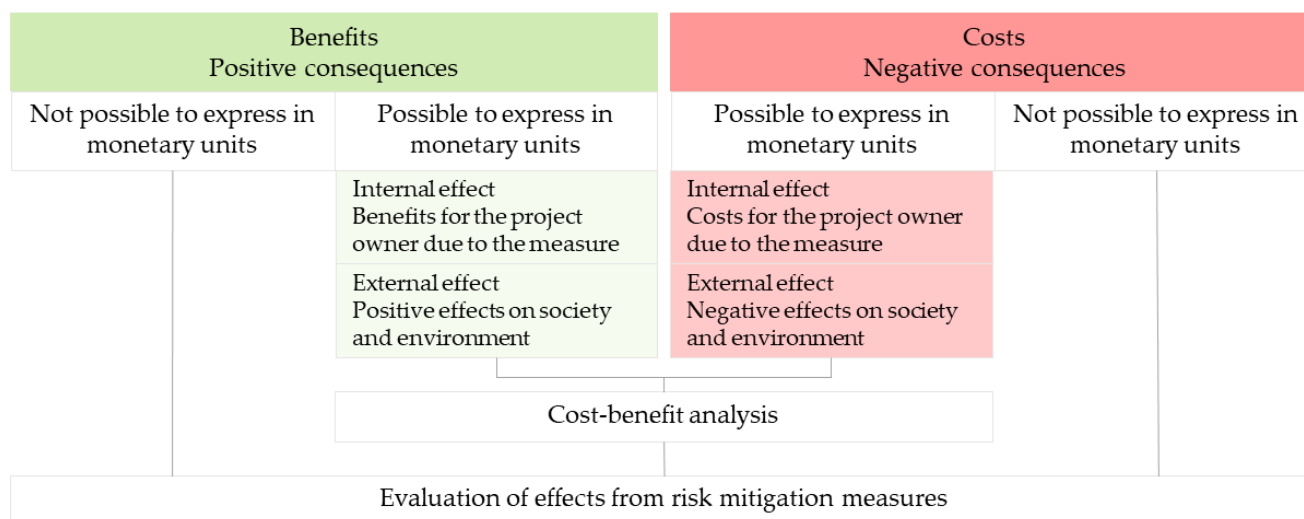 Benefits
Positive consequences
Costs
Negative consequences
Not possible to express in
monetary units
Possible to express in
monetary units
Possible to express in
monetary units
Not possible to express in
monetary units
Internal effect
Benefits for the project
owner due to the measure
External effect
Positive effects on society
and environment
Internal effect
Costs for the project owner
due to the measure
External effect
Negative effects on society
and environment
Cost-benefit analysis
Evaluation of effects from risk mitigation measures